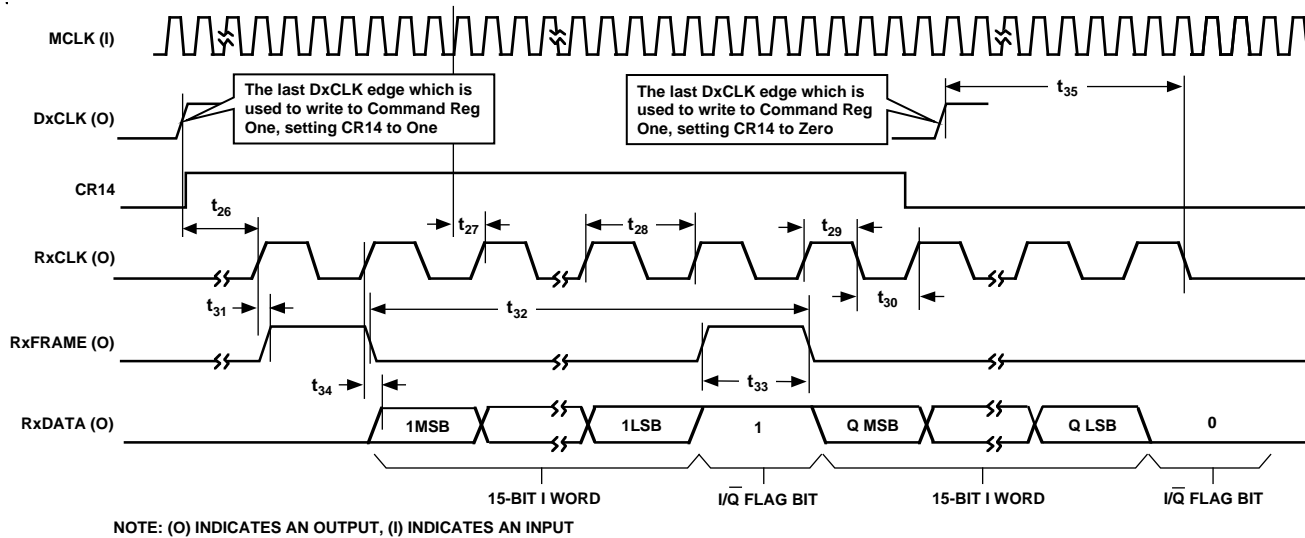 MCLK (I)
The last DxCLK edge which is
used to write to Command Reg
One, setting CR14 to One
The last DxCLK edge which is
used to write to Command Reg
One, setting CR14 to Zero
t35
DxCLK (O)
CR14
t26
t27
t28
t29
RxCLK (O)
t30
t31
t32
RxFRAME (O)
t33
t34
RxDATA (O)
1MSB
1LSB
1
Q MSB
Q LSB
0
15-BIT I WORD
I/Q̅ FLAG BIT
15-BIT I WORD
I/Q̅ FLAG BIT
NOTE: (O) INDICATES AN OUTPUT, (I) INDICATES AN INPUT